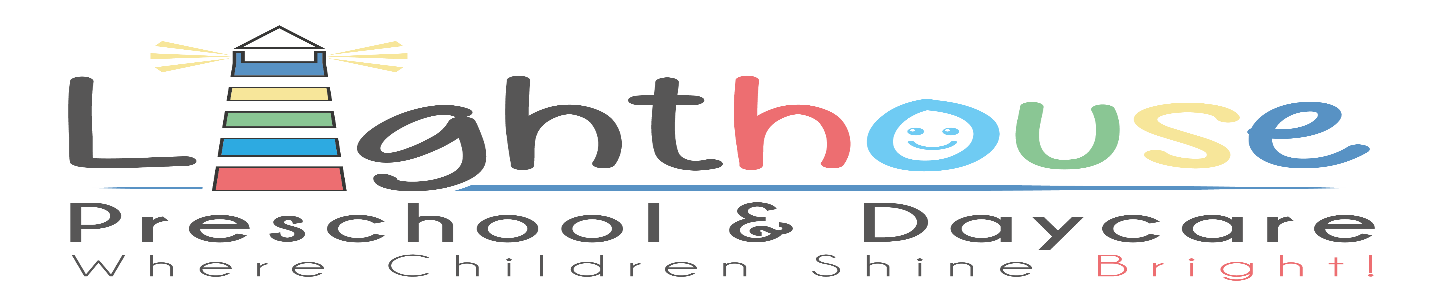 Lighthouse
Preschool & Daycare
Where Children Shine Bright!